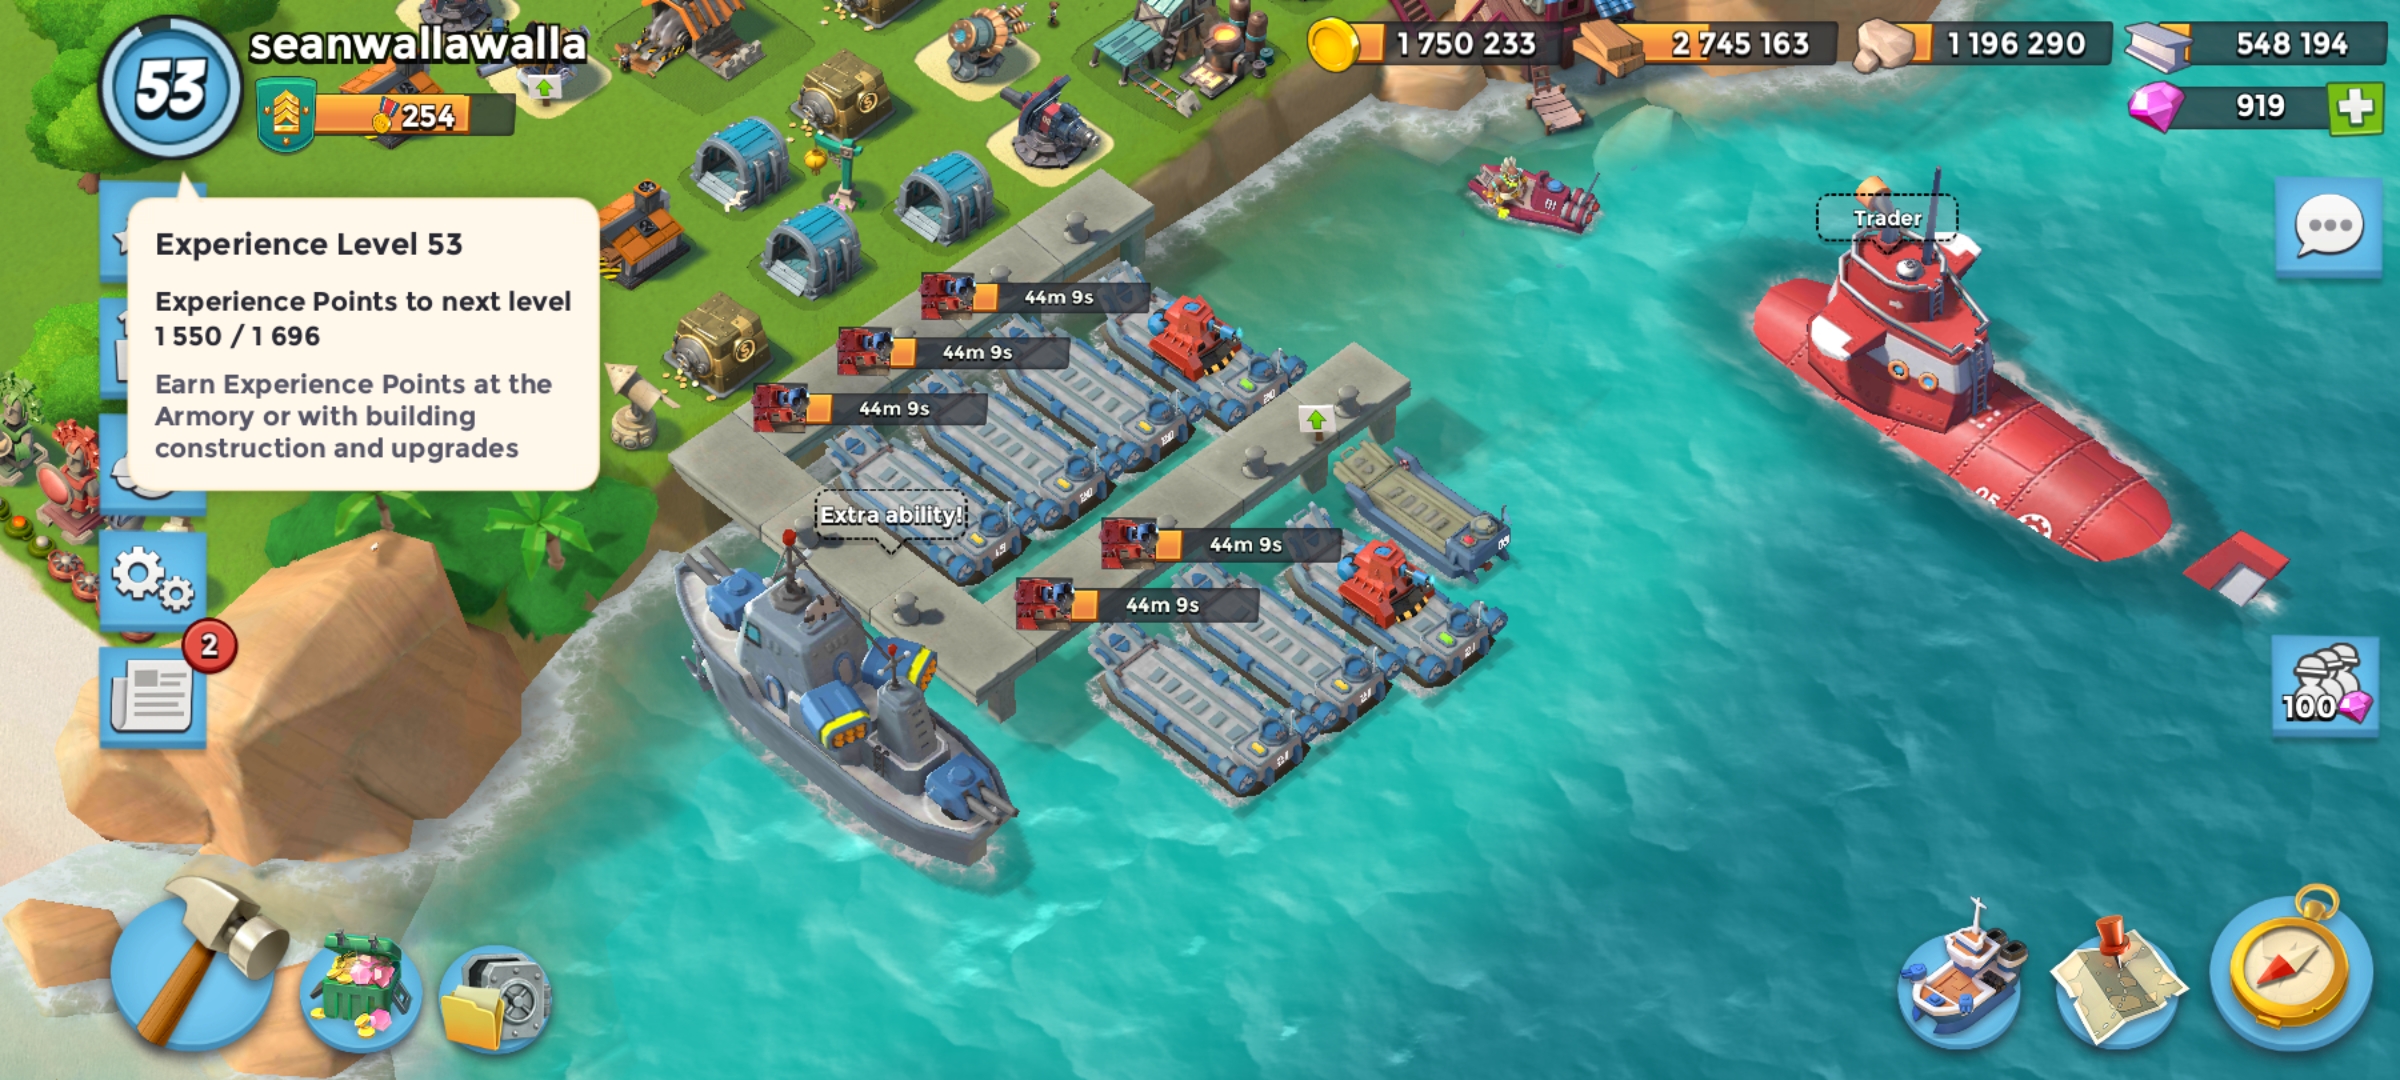 53
seanwallawalla
254
1 750 233
2 745 163
1 196 290
548 194
919
Experience Level 53
Experience Points to next level
1 550 / 1 696
Earn Experience Points at the
Armory or with building
construction and upgrades
Trader
44m 9s
44m 9s
44m 9s
Extra ability!
44m 9s
44m 9s
2
100